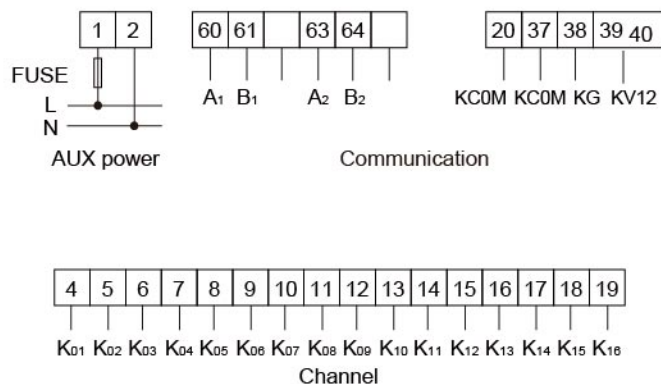 1 2 60 61 63 64 20 37 38 39 40
FUSE
A1 B1 A2 B2 KC0M KC0M KG KV12
L
N
AUX power Communication
4 5 6 7 8 9 10 11 12 13 14 15 16 17 18 19
K01 K02 K03 K04 K05 K06 K07 K08 K09 K10 K11 K12 K13 K14 K15 K16
Channel